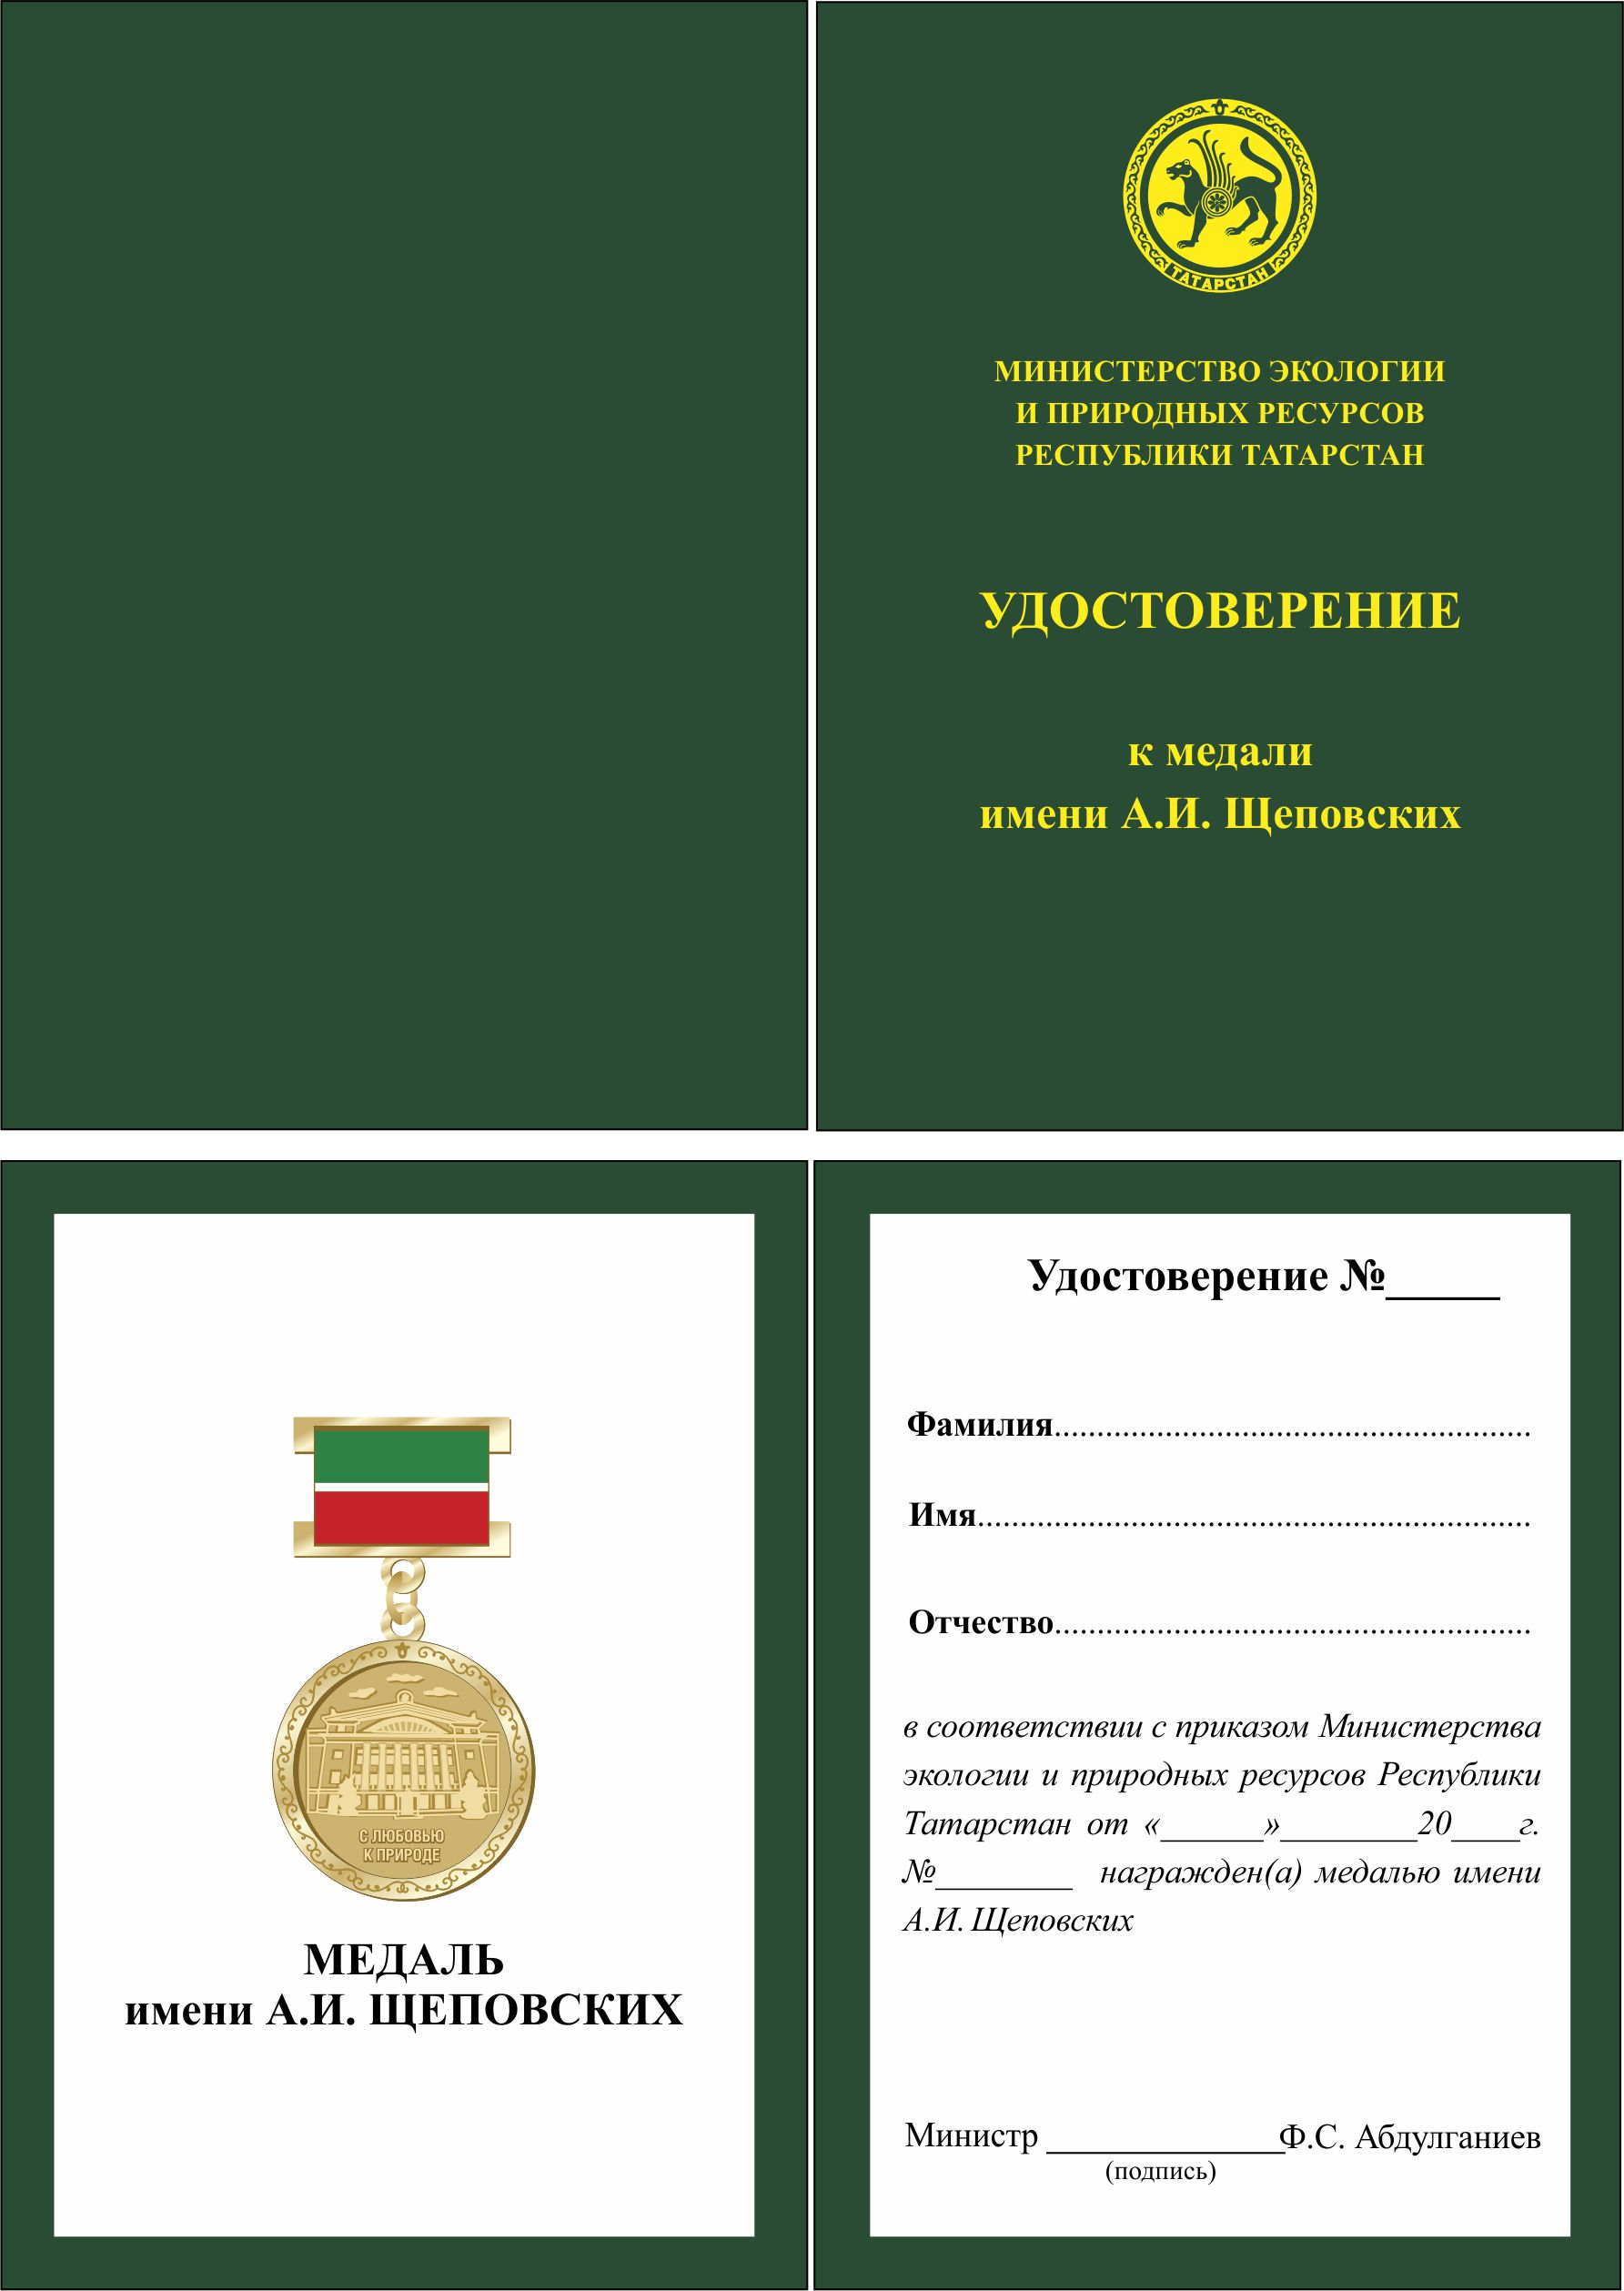 ТАТАРСТАН
МИНИСТЕРСТВО ЭКОЛОГИИ
И ПРИРОДНЫХ РЕСУРСОВ
РЕСПУБЛИКИ ТАТАРСТАН
УДОСТОВЕРЕНИЕ
к медали
имени А.И. Щеповских
С ЛЮБОВЬЮ
К ПРИРОДЕ
МЕДАЛЬ
имени А.И. ЩЕПОВСКИХ
Удостоверение №_____
Фамилия........................................................
Имя.................................................................
Отчество........................................................
в соответствии с приказом Министерства
экологии и природных ресурсов Республики
Татарстан от «______»________20____г.
№________ награжден(а) медалью имени
А.И. Щеповских
Министр ______________Ф.С. Абдулганиев
(подпись)